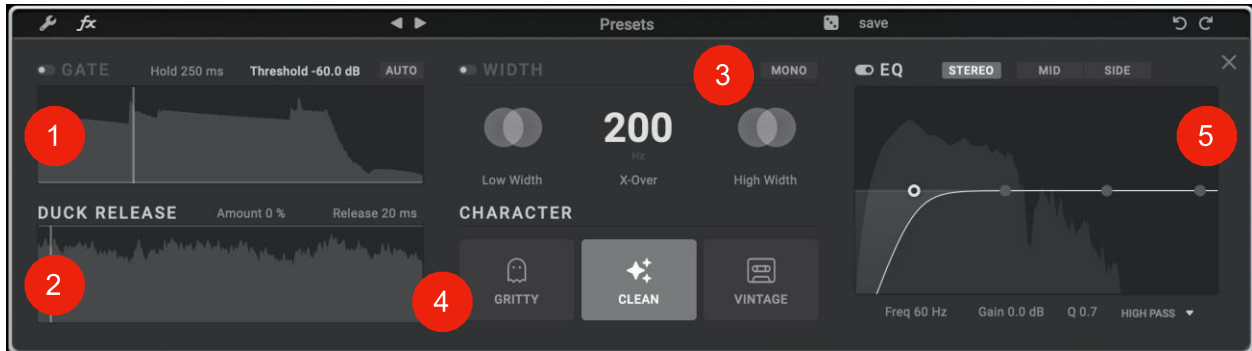 fx Presets save
GATE Hold 250 ms Threshold -60.0 dB AUTO
1
DUCK RELEASE Amount 0 % Release 20 ms
2
WIDTH MONO
3
200
Hz
Low Width X-Over High Width
CHARACTER
4
GRITTY CLEAN VINTAGE
EQ STEREO MID SIDE
5
Freq 60 Hz Gain 0.0 dB Q 0.7 HIGH PASS